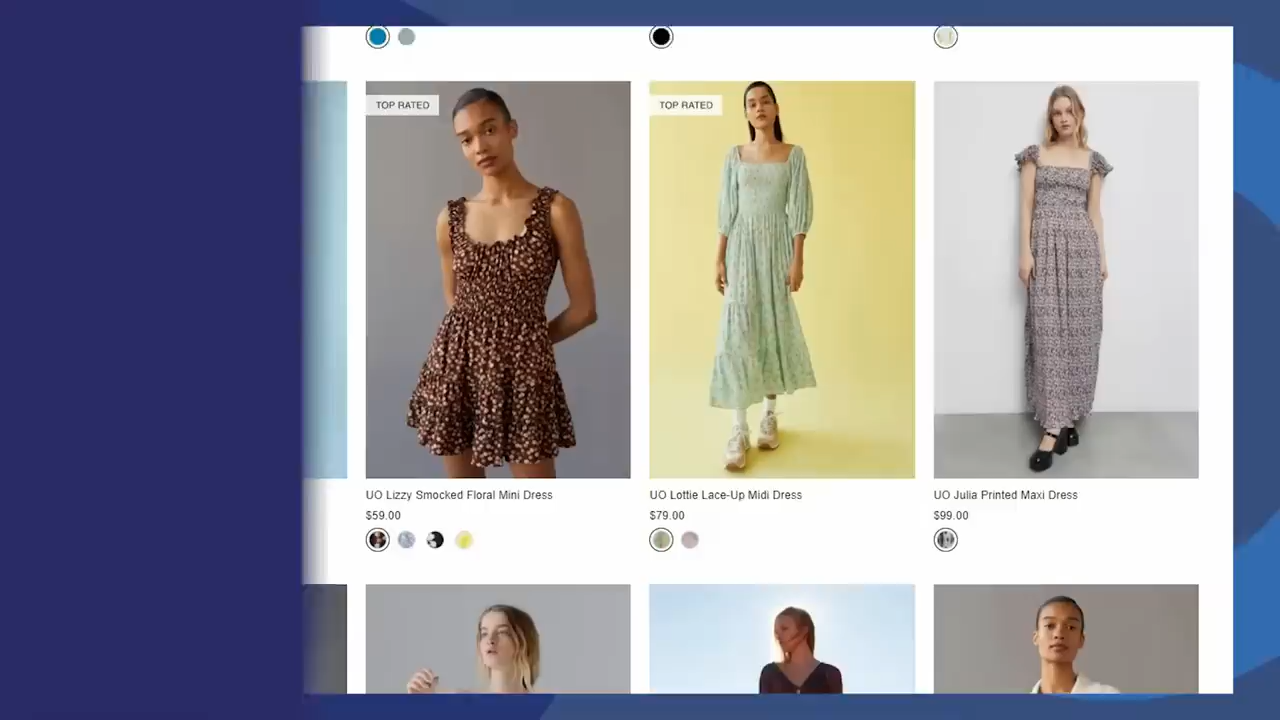 TOP RATED
TOP RATED
UO Lizzy Smocked Floral Mini Dress
UO Lottie Lace-Up Midi Dress
UO Julia Printed Maxi Dress
$59.00
$79.00
$99.00